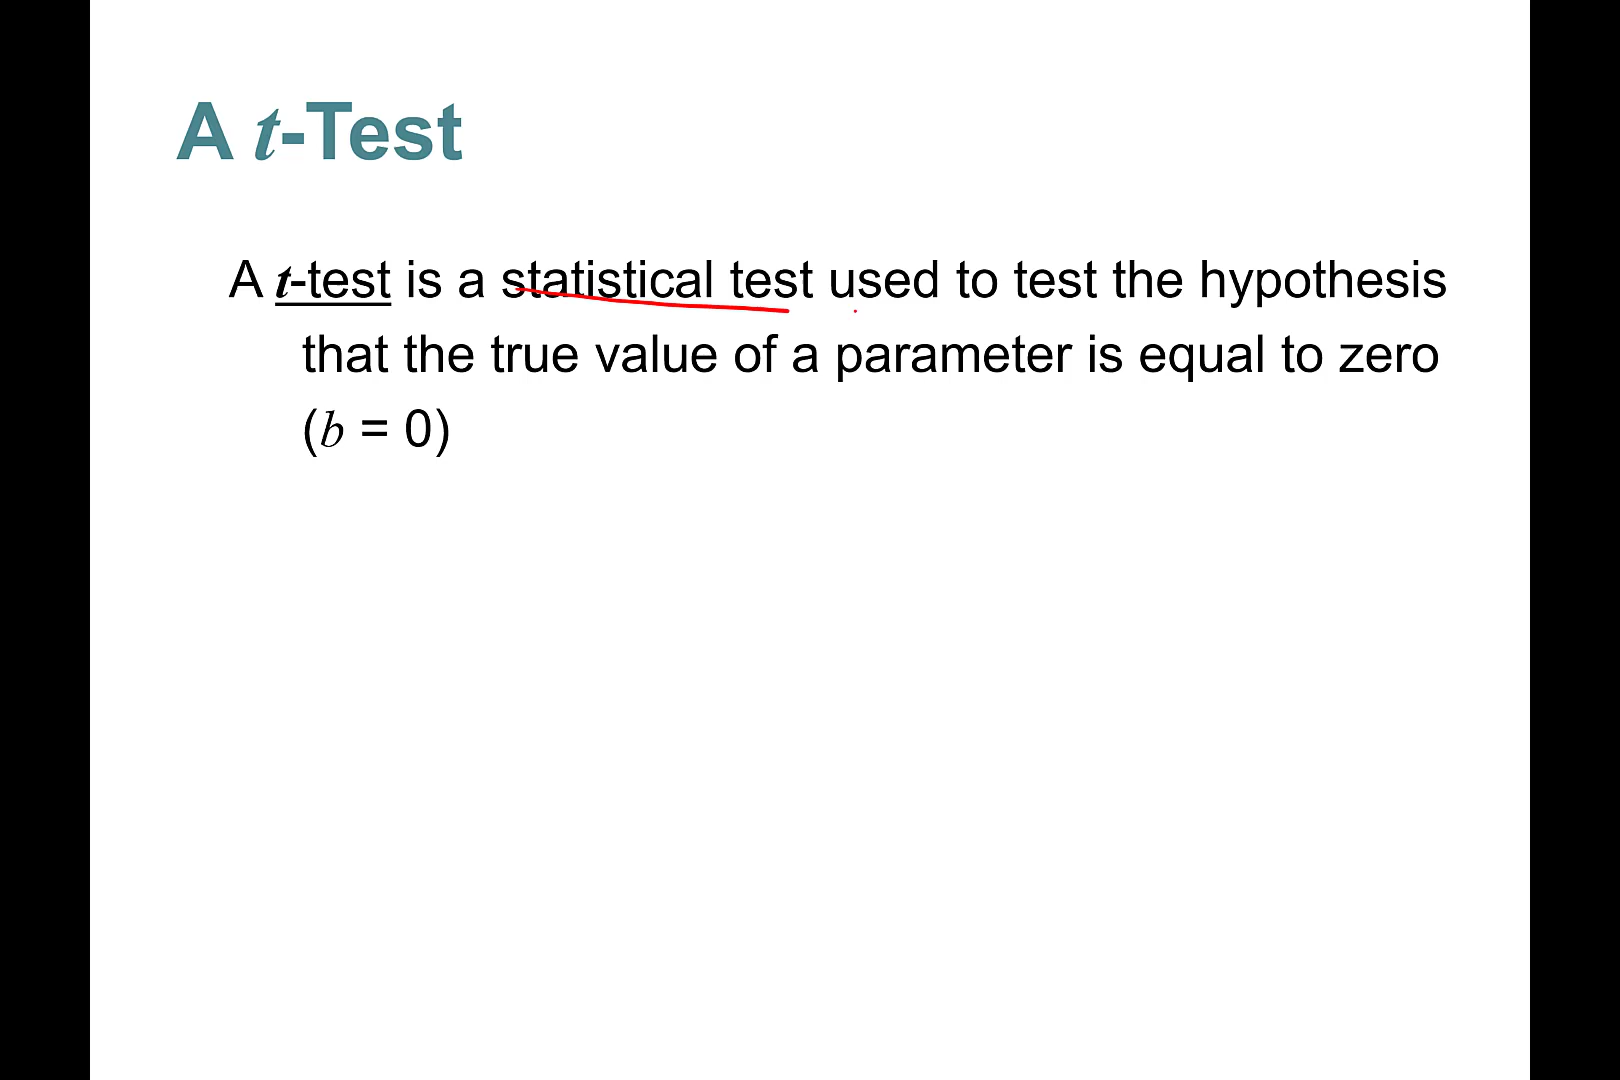 A t-Test
A t-test is a statistical test used to test the hypothesis
that the true value of a parameter is equal to zero
(b = 0)